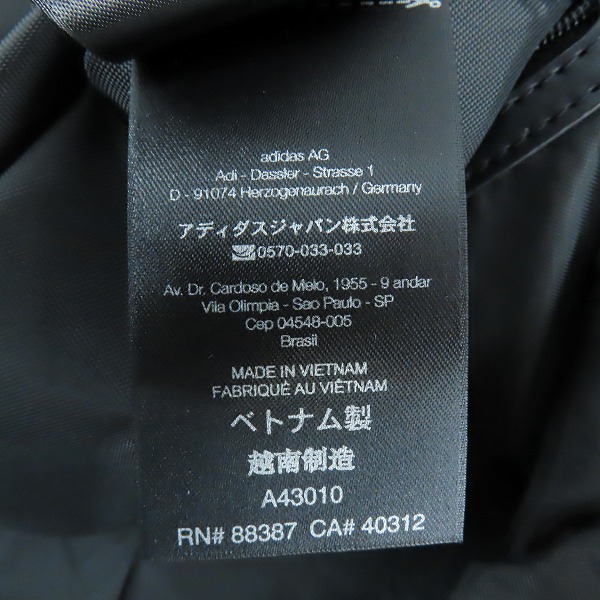 adidas AG
Adi - Dassler - Strasse 1
D - 91074 Herzogenaurach / Germany
アディダスジャパン株式会社
0570-033-033
Av. Dr. Cardoso de Melo, 1955 - 9 andar
Vila Olimpia - Sao Paulo - SP
Cep 04548-005
Brasil
MADE IN VIETNAM
FABRIQUÉ AU VIÊTNAM
ベトナム製
越南制造
A43010
RN# 88387 CA# 40312